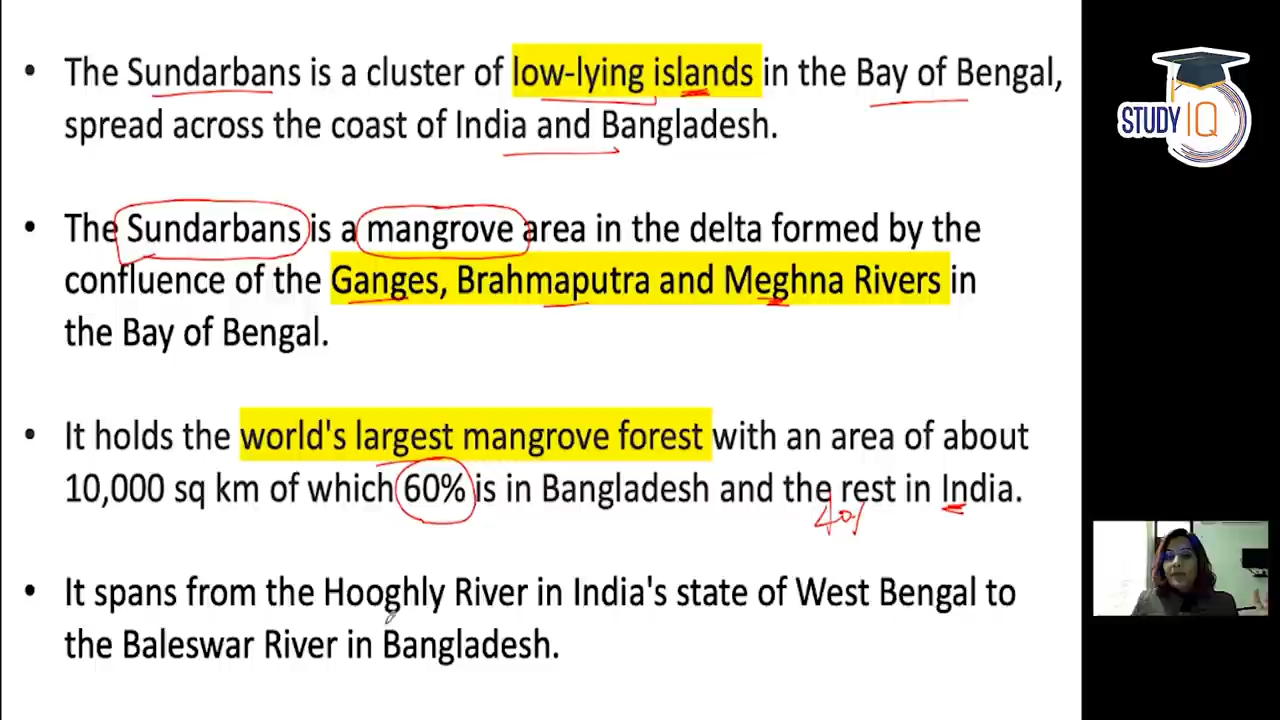 • The Sundarbans is a cluster of low-lying islands in the Bay of Bengal,
spread across the coast of India and Bangladesh.
• The Sundarbans is a mangrove area in the delta formed by the
confluence of the Ganges, Brahmaputra and Meghna Rivers in
the Bay of Bengal.
• It holds the world's largest mangrove forest with an area of about
10,000 sq km of which 60% is in Bangladesh and the rest in India.
40%
• It spans from the Hooghly River in India's state of West Bengal to
the Baleswar River in Bangladesh.
STUDY IQ